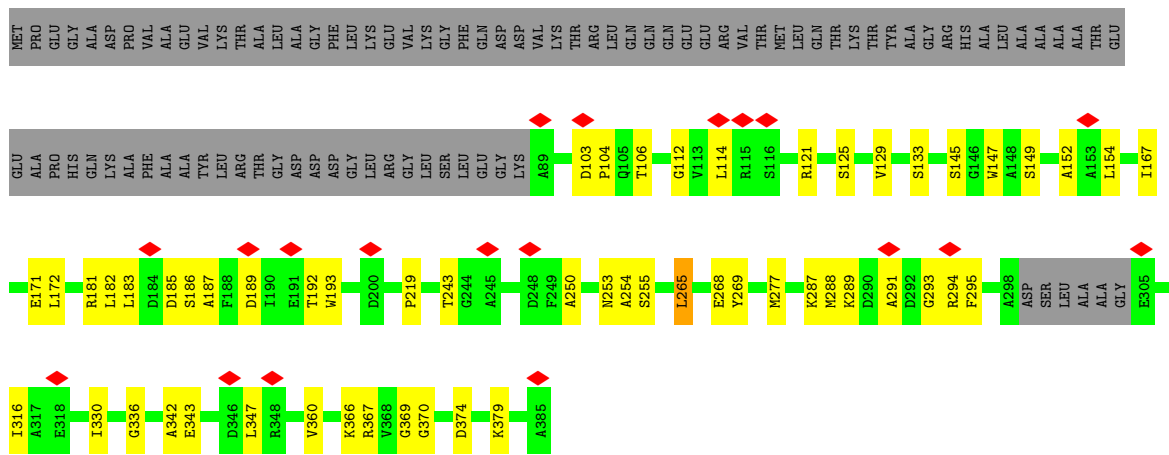 MET PRO GLU GLY ALA ASP PRO VAL ALA GLU VAL LYS THR ALA LEU ALA GLY PHE LEU LYS GLU VAL LYS GLY PHE GLN ASP ASP VAL LYS THR ARG LEU GLN GLN GLN GLU GLU ARG VAL THR MET LEU GLN THR LYS THR TYR ALA GLY ARG HIS ALA LEU ALA ALA ALA ALA THR GLU
GLU ALA PRO HIS GLN LYS ALA PHE ALA ALA TYR LEU ARG THR GLY ASP ASP ASP GLY LEU ARG GLY LEU SER LEU GLU GLY LYS A89 D103 P104 Q105 T106 G112 V113 L114 R115 S116 R121 S125 V129 S133 S145 G146 W147 A148 S149 A152 A153 L154 I167
E171 L172 R181 L182 L183 D184 D185 S186 A187 F188 D189 I190 E191 T192 W193 D200 P219 T243 G244 A245 D248 F249 A250 N253 A254 S255 L265 E268 Y269 M277 K287 M288 K289 D290 A291 D292 G293 R294 F295 A298 ASP SER LEU ALA ALA GLY E305
I316 A317 E318 I330 G336 A342 E343 D346 L347 R348 V360 K366 R367 V368 G369 G370 D374 K379 A385